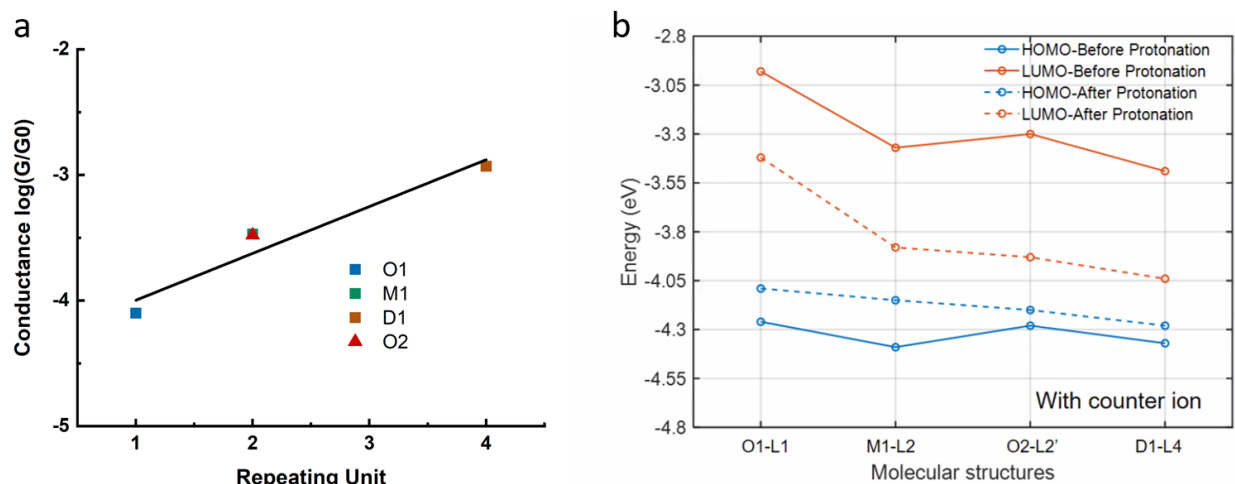 a
-2
-3
-4
-5
Conductance log(G/G0)
O1
M1
D1
O2
1 2 3 4
Repeating Unit
b
-2.8
-3.05
-3.3
-3.55
-3.8
-4.05
-4.3
-4.55
-4.8
Energy (eV)
HOMO-Before Protonation
LUMO-Before Protonation
HOMO-After Protonation
LUMO-After Protonation
With counter ion
O1-L1 M1-L2 O2-L2' D1-L4
Molecular structures